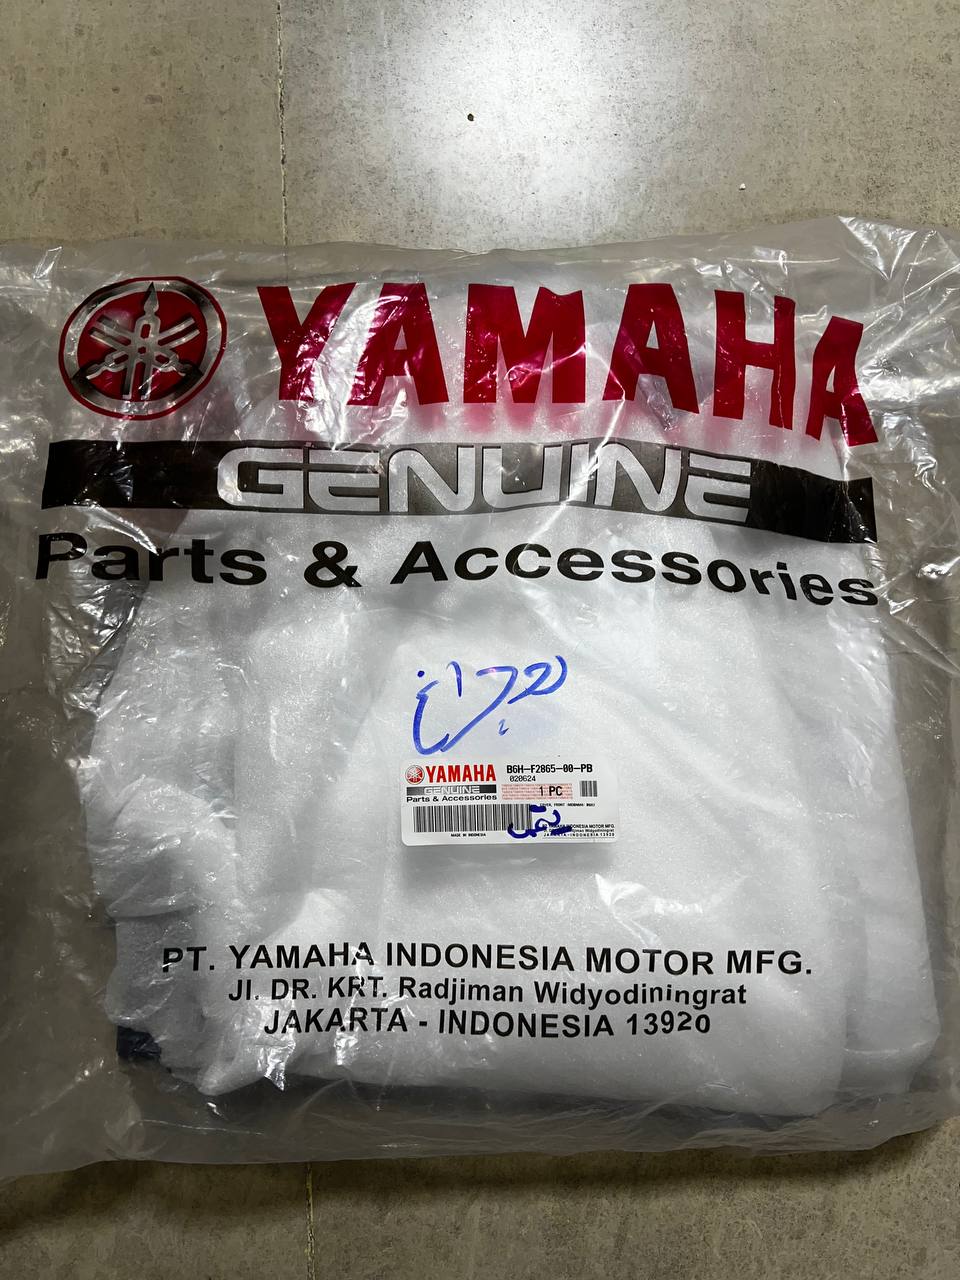 YAMAHA
GENUINE
Parts & Accessories
YAMAHA
GENUINE
Parts & Accessories
B6H-F2865-00-PB
020624
1 PC
MADE IN INDONESIA
PT. YAMAHA INDONESIA MOTOR MFG.
Jl. DR. KRT. Radjiman Widyodiningrat
JAKARTA - INDONESIA 13920